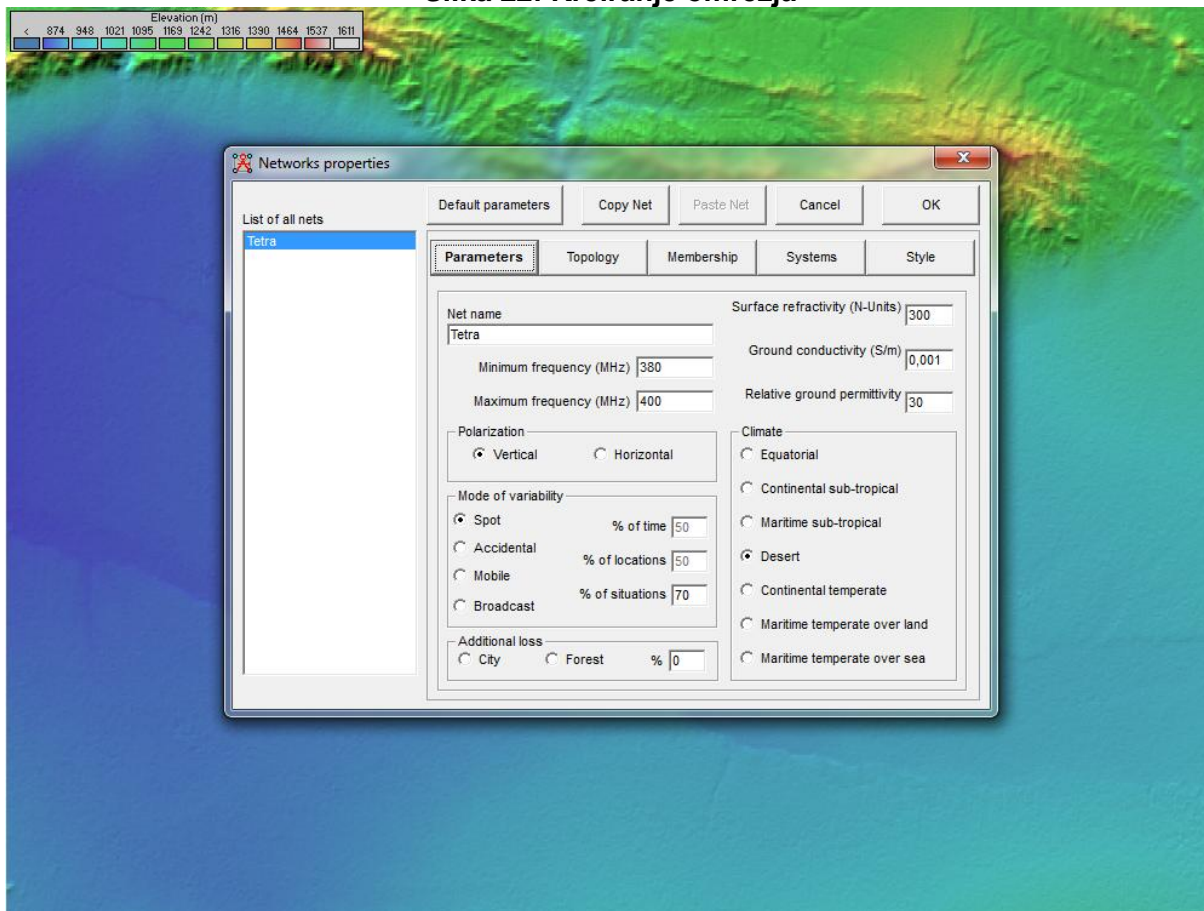 Elevation (m)
< 874 948 1021 1095 1169 1242 1316 1390 1464 1537 1611
Networks properties
x
List of all nets
Tetra
Default parameters
Copy Net
Paste Net
Cancel
OK
Parameters
Topology
Membership
Systems
Style
Net name
Tetra
Minimum frequency (MHz) 380
Maximum frequency (MHz) 400
Surface refractivity (N-Units) 300
Ground conductivity (S/m) 0,001
Relative ground permittivity 30
Polarization
Vertical
Horizontal
Mode of variability
Spot
Accidental
Mobile
Broadcast
% of time 50
% of locations 50
% of situations 70
Additional loss
City
Forest
% 0
Climate
Equatorial
Continental sub-tropical
Maritime sub-tropical
Desert
Continental temperate
Maritime temperate over land
Maritime temperate over sea